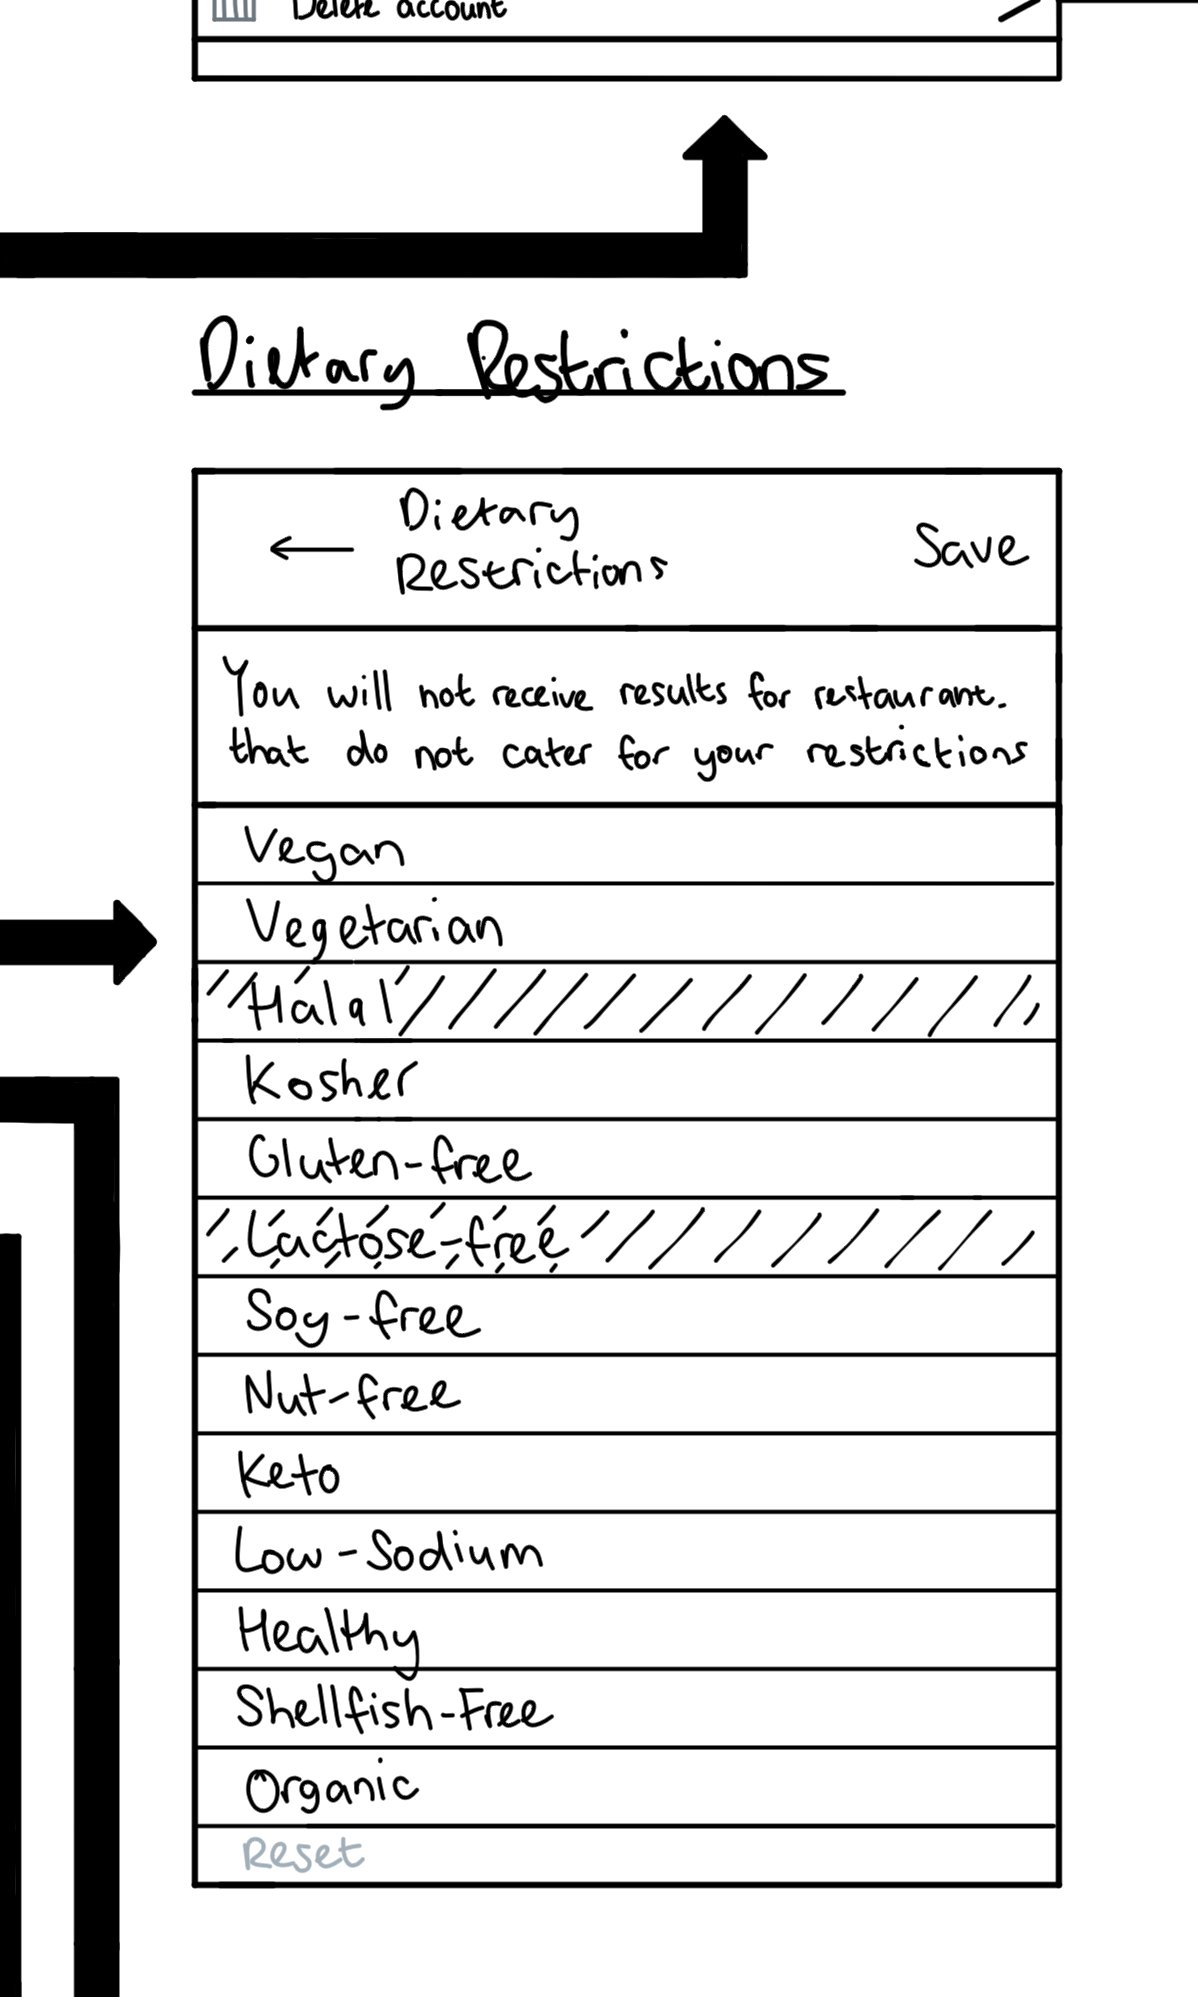 Delete account
Dietary Restrictions
Dietary
Restrictions
Save
You will not receive results for restaurant.
that do not cater for your restrictions
Vegan
Vegetarian
Halal
Kosher
Gluten-free
Lactose-free
Soy-free
Nut-free
Keto
Low-Sodium
Healthy
Shellfish-Free
Organic
Reset